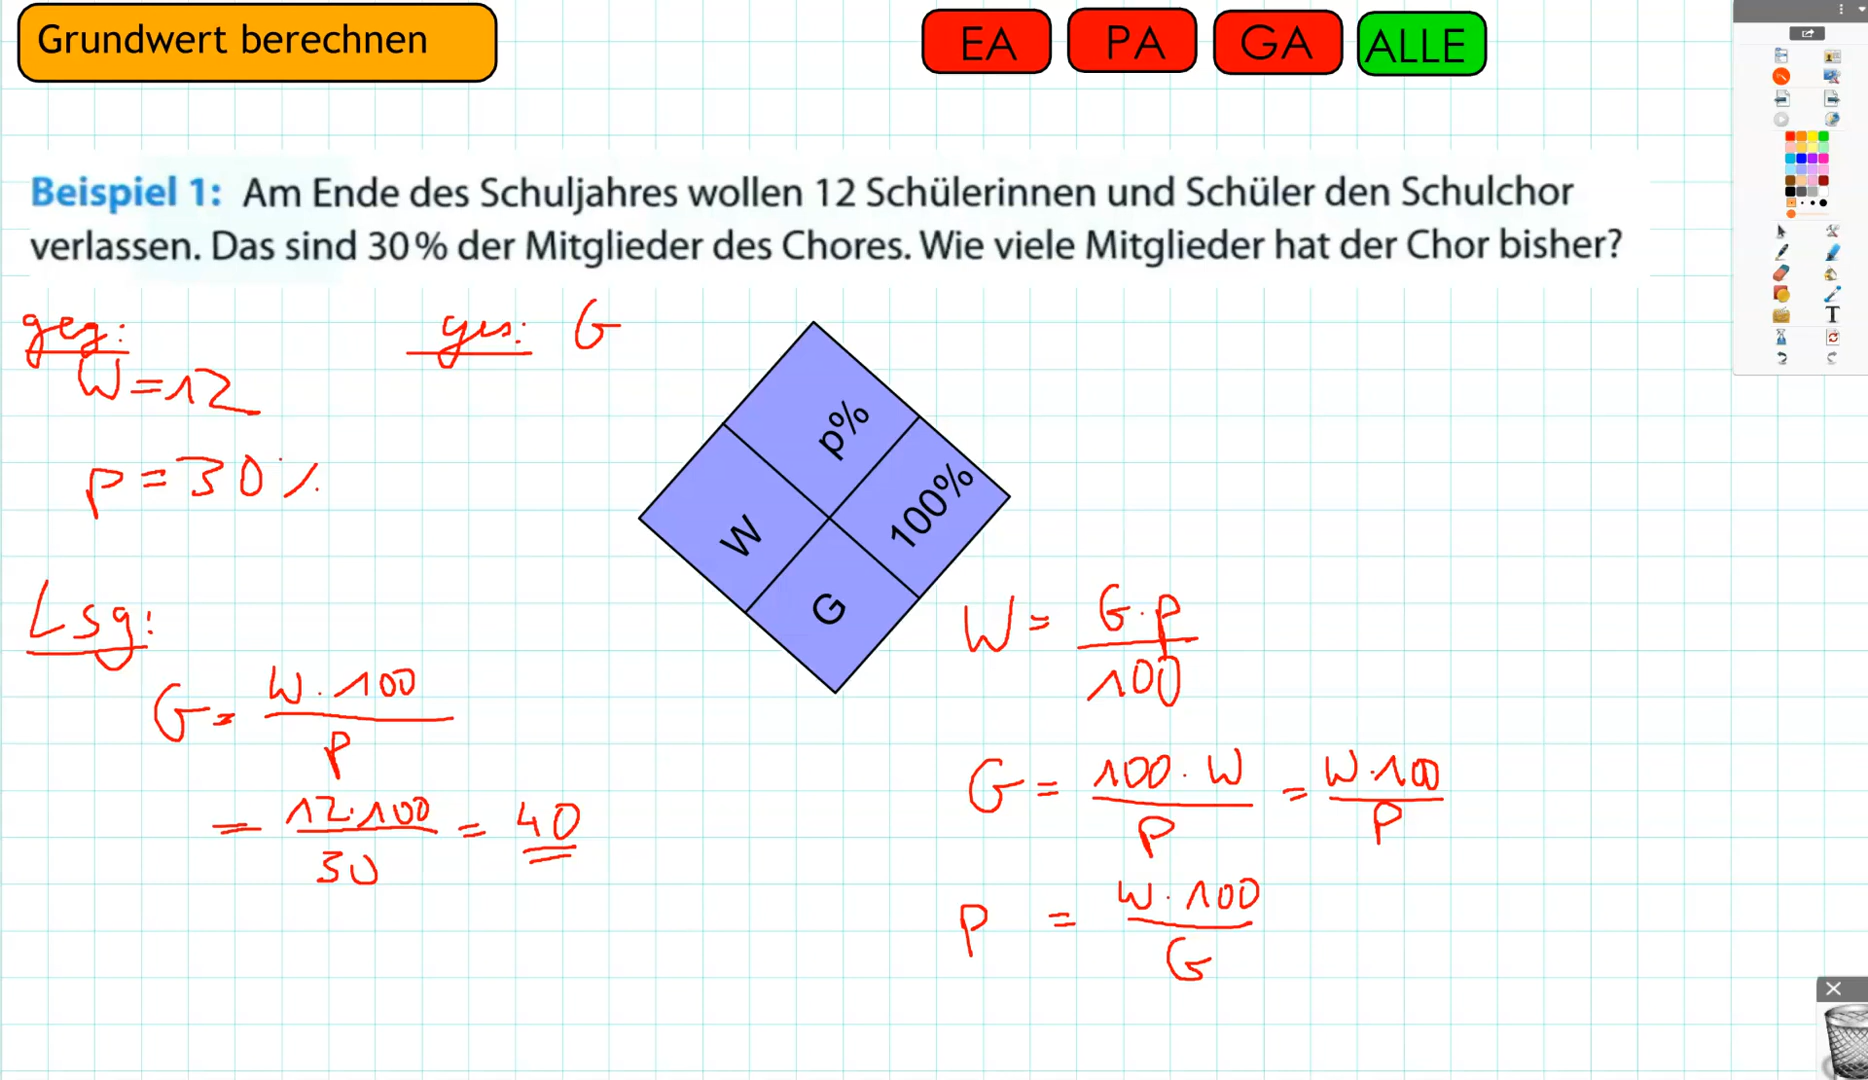 Grundwert berechnen
EA PA GA ALLE
Beispiel 1: Am Ende des Schuljahres wollen 12 Schülerinnen und Schüler den Schulchor
verlassen. Das sind 30% der Mitglieder des Chores. Wie viele Mitglieder hat der Chor bisher?
geg: ges: G
W = 12
p = 30 %
p%
100%
W
G
Lsg:
G = W · 100 / p
= 12 · 100 / 30 = 40
W = G · p / 100
G = 100 · W / p = W · 100 / p
p = W · 100 / G
T